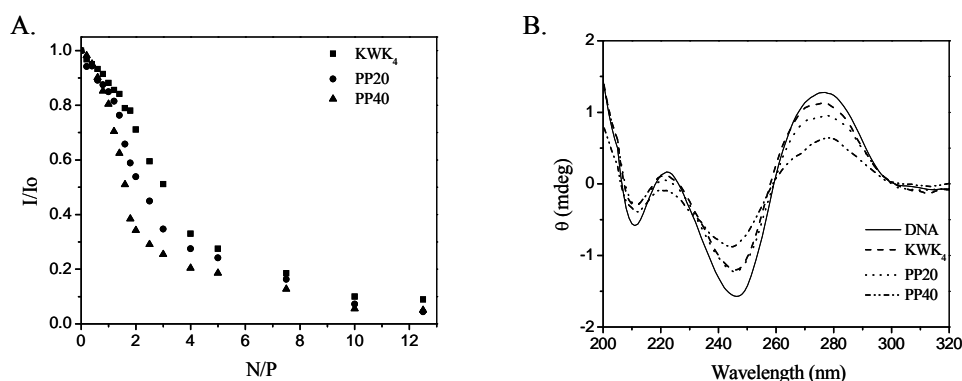 A.
1.0
0.8
0.6
0.4
0.2
0.0
I/Io
0 2 4 6 8 10 12
N/P
KWK4
PP20
PP40
B.
2
1
0
-1
-2
θ (mdeg)
200 220 240 260 280 300 320
Wavelength (nm)
DNA
KWK4
PP20
PP40